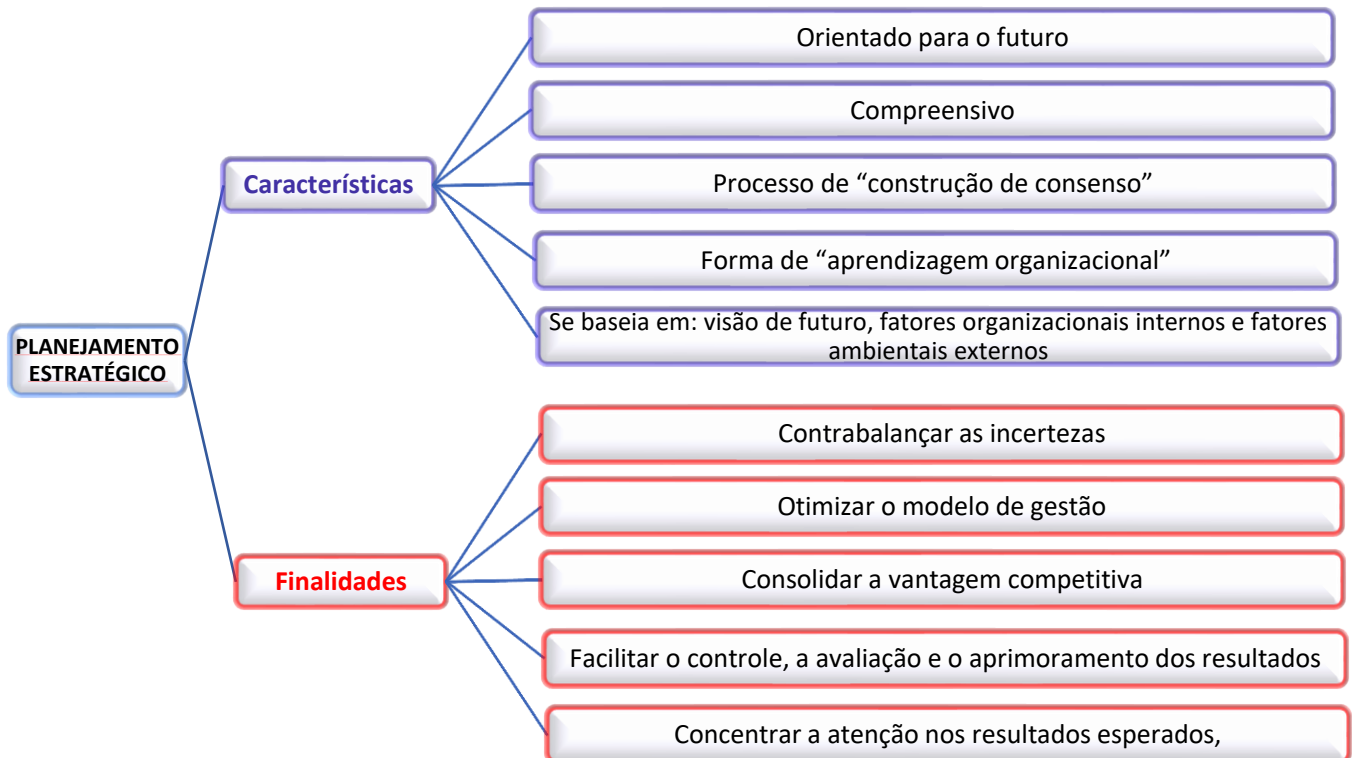 PLANEJAMENTO
ESTRATÉGICO
Características
Orientado para o futuro
Compreensivo
Processo de “construção de consenso”
Forma de “aprendizagem organizacional”
Se baseia em: visão de futuro, fatores organizacionais internos e fatores
ambientais externos
Finalidades
Contrabalançar as incertezas
Otimizar o modelo de gestão
Consolidar a vantagem competitiva
Facilitar o controle, a avaliação e o aprimoramento dos resultados
Concentrar a atenção nos resultados esperados,